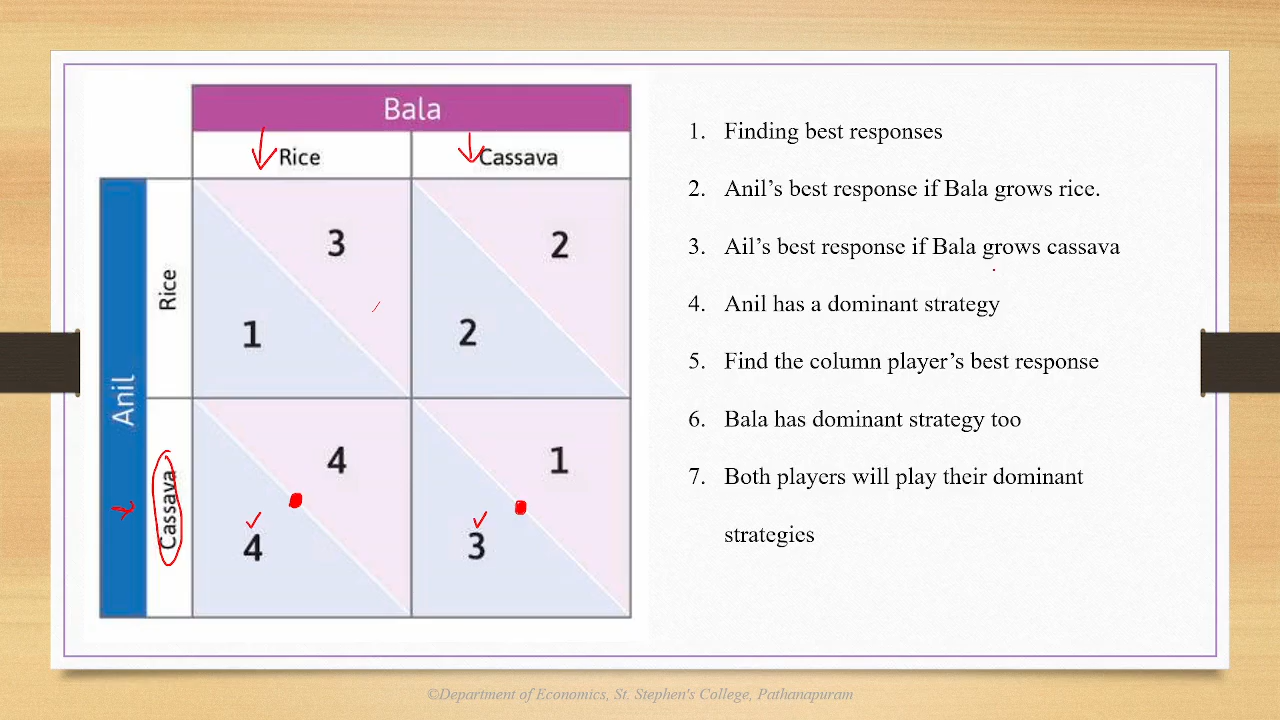 Bala
Rice Cassava
Anil
Rice
3
1
2
2
Cassava
4
4
1
3
1. Finding best responses
2. Anil’s best response if Bala grows rice.
3. Ail’s best response if Bala grows cassava
4. Anil has a dominant strategy
5. Find the column player’s best response
6. Bala has dominant strategy too
7. Both players will play their dominant
strategies
©Department of Economics, St. Stephen's College, Pathanapuram